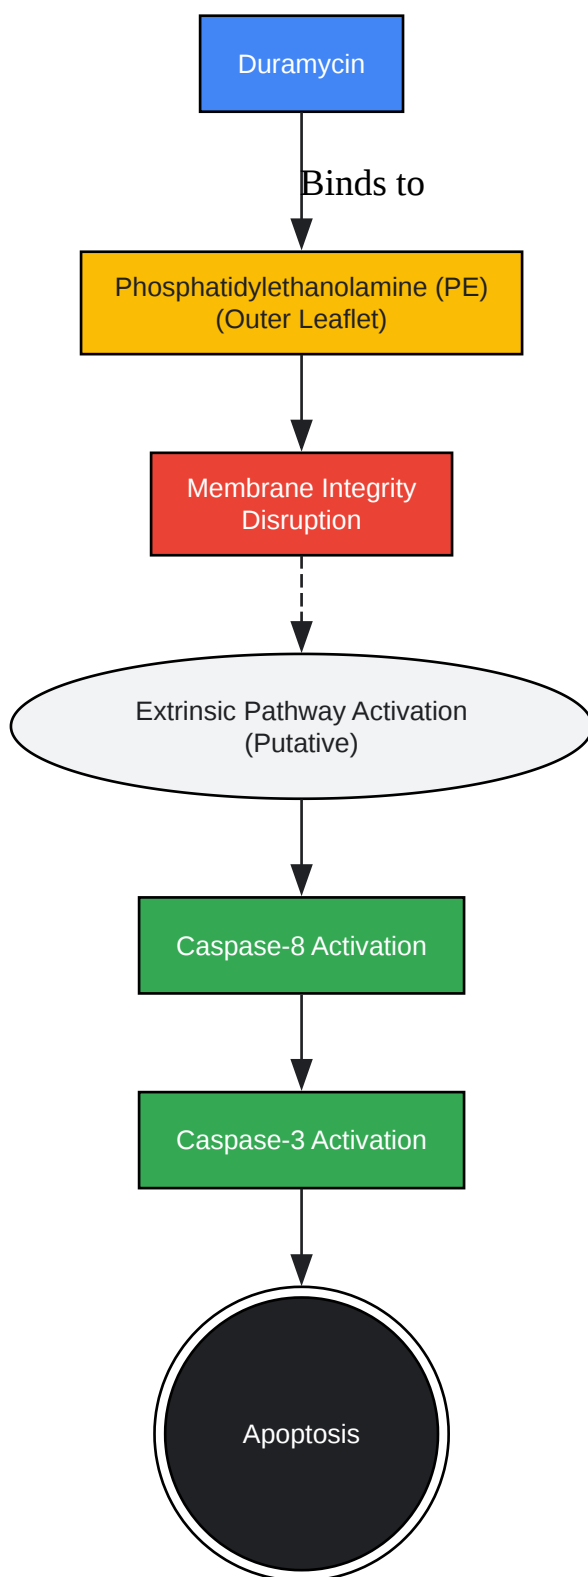 Duramycin
Binds to
Phosphatidylethanolamine (PE)
(Outer Leaflet)
Membrane Integrity
Disruption
Extrinsic Pathway Activation
(Putative)
Caspase-8 Activation
Caspase-3 Activation
Apoptosis